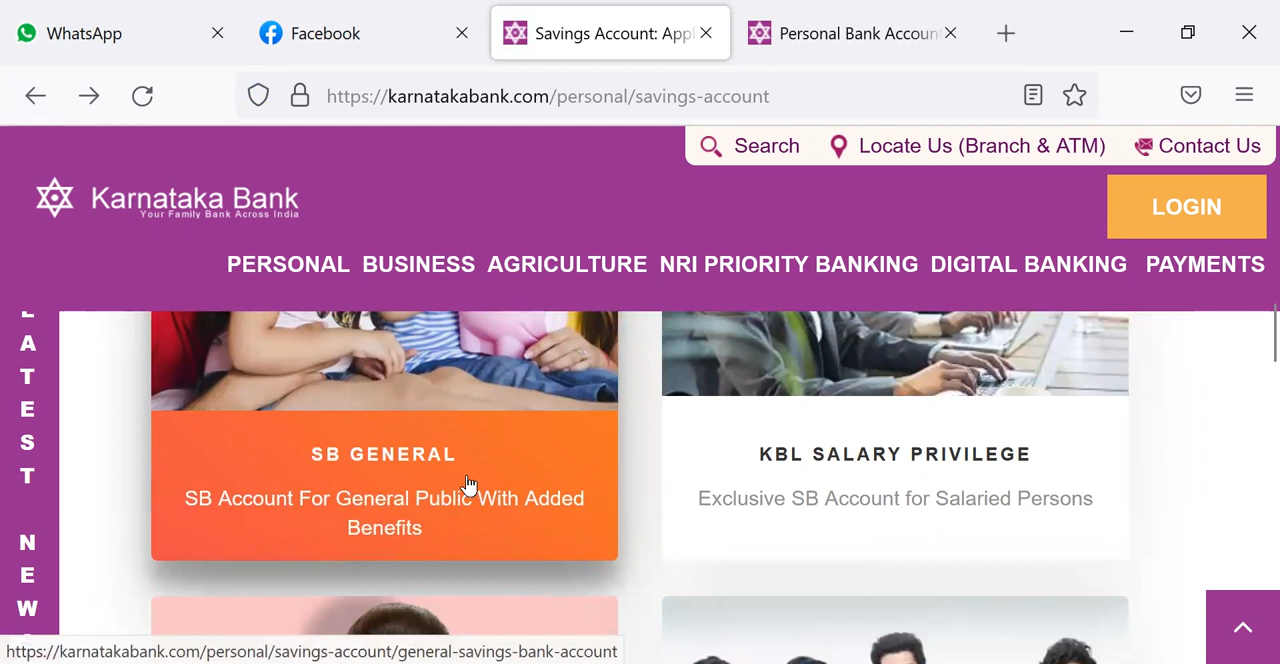 WhatsApp
Facebook
Savings Account: Appl
Personal Bank Accoun
https://karnatakabank.com/personal/savings-account
Search
Locate Us (Branch & ATM)
Contact Us
Karnataka Bank
Your Family Bank Across India
LOGIN
PERSONAL BUSINESS AGRICULTURE NRI PRIORITY BANKING DIGITAL BANKING PAYMENTS
LATEST NEWS
SB GENERAL
SB Account For General Public With Added
Benefits
KBL SALARY PRIVILEGE
Exclusive SB Account for Salaried Persons
https://karnatakabank.com/personal/savings-account/general-savings-bank-account